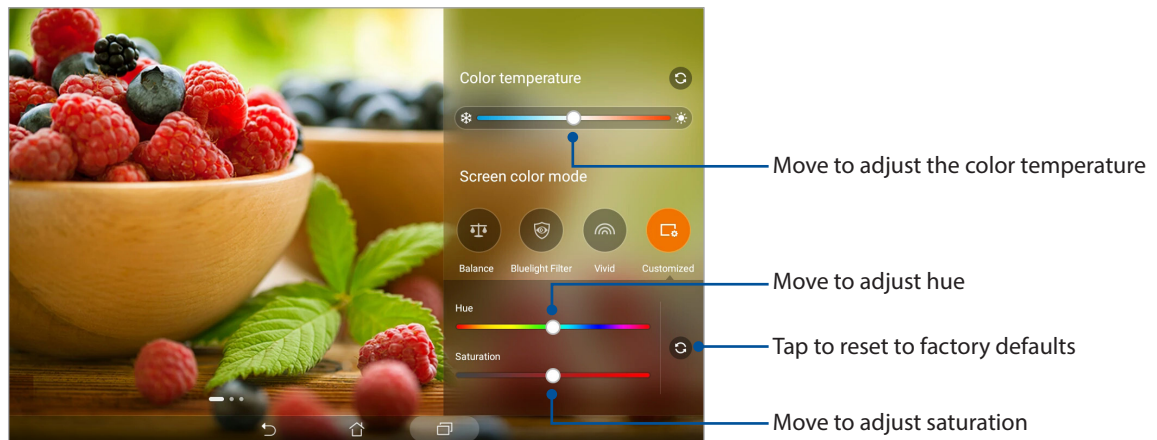 Color temperature
Move to adjust the color temperature
Screen color mode
Balance
Bluelight Filter
Vivid
Customized
Move to adjust hue
Hue
Tap to reset to factory defaults
Saturation
Move to adjust saturation